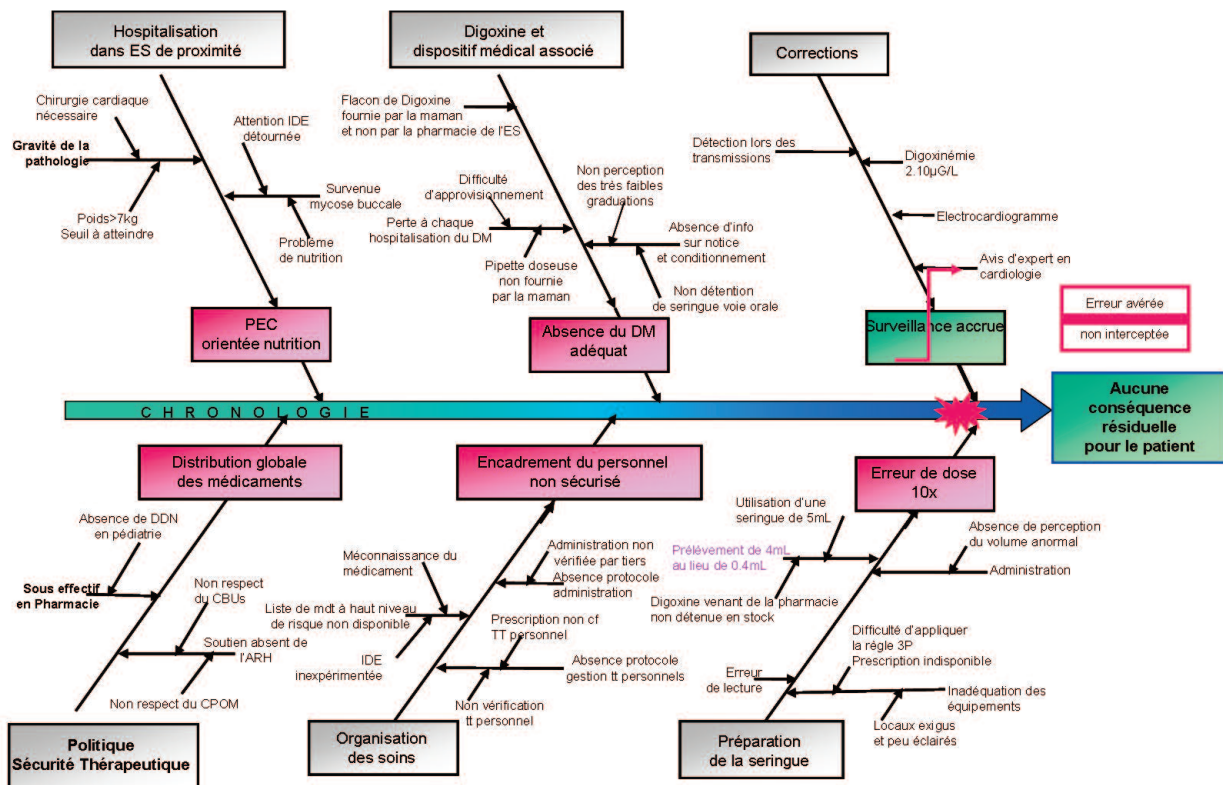 Hospitalisation
dans ES de proximité
Digoxine et
dispositif médical associé
Corrections
Chirurgie cardiaque
nécessaire
Gravité de la
pathologie
Poids>7kg
Seuil à atteindre
Attention IDE
détournée
Survenue
mycose buccale
Problème
de nutrition
Flacon de Digoxine
fournie par la maman
et non par la pharmacie de l'ES
Difficulté
d'approvisionnement
Perte à chaque
hospitalisation du DM
Pipette doseuse
non fournie
par la maman
Non perception
des très faibles
graduations
Absence d'info
sur notice
et conditionnement
Non détention
de seringue voie orale
Détection lors des
transmissions
Digoxinémie
2.10µG/L
Electrocardiogramme
Avis d'expert en
cardiologie
Erreur avérée
non interceptée
PEC
orientée nutrition
Absence du DM
adéquat
Surveillance accrue
CHRONOLOGIE
Aucune
conséquence
résiduelle
pour le patient
Distribution globale
des médicaments
Encadrement du personnel
non sécurisé
Erreur de dose
10x
Absence de DDN
en pédiatrie
Sous effectif
en Pharmacie
Non respect
du CBUs
Soutien absent de
l'ARH
Non respect du CPOM
Méconnaissance du
médicament
Liste de mdt à haut niveau
de risque non disponible
IDE
inexpérimentée
Administration non
vérifiée par tiers
Absence protocole
administration
Prescription non cf
TT personnel
Absence protocole
gestion tt personnels
Non vérification
tt personnel
Utilisation d'une
seringue de 5mL
Prélèvement de 4mL
au lieu de 0.4mL
Digoxine venant de la pharmacie
non détenue en stock
Absence de perception
du volume anormal
Administration
Erreur
de lecture
Difficulté d'appliquer
la régle 3P
Prescription indisponible
Inadéquation des
équipements
Locaux exigus
et peu éclairés
Politique
Sécurité Thérapeutique
Organisation
des soins
Préparation
de la seringue